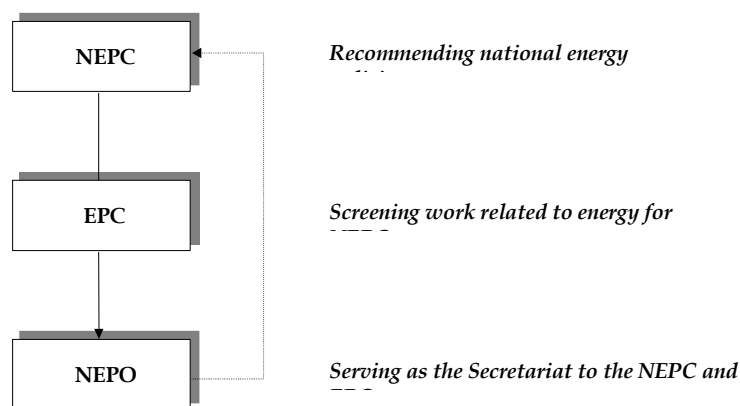 NEPC
Recommending national energy
EPC
Screening work related to energy for
NEPO
Serving as the Secretariat to the NEPC and